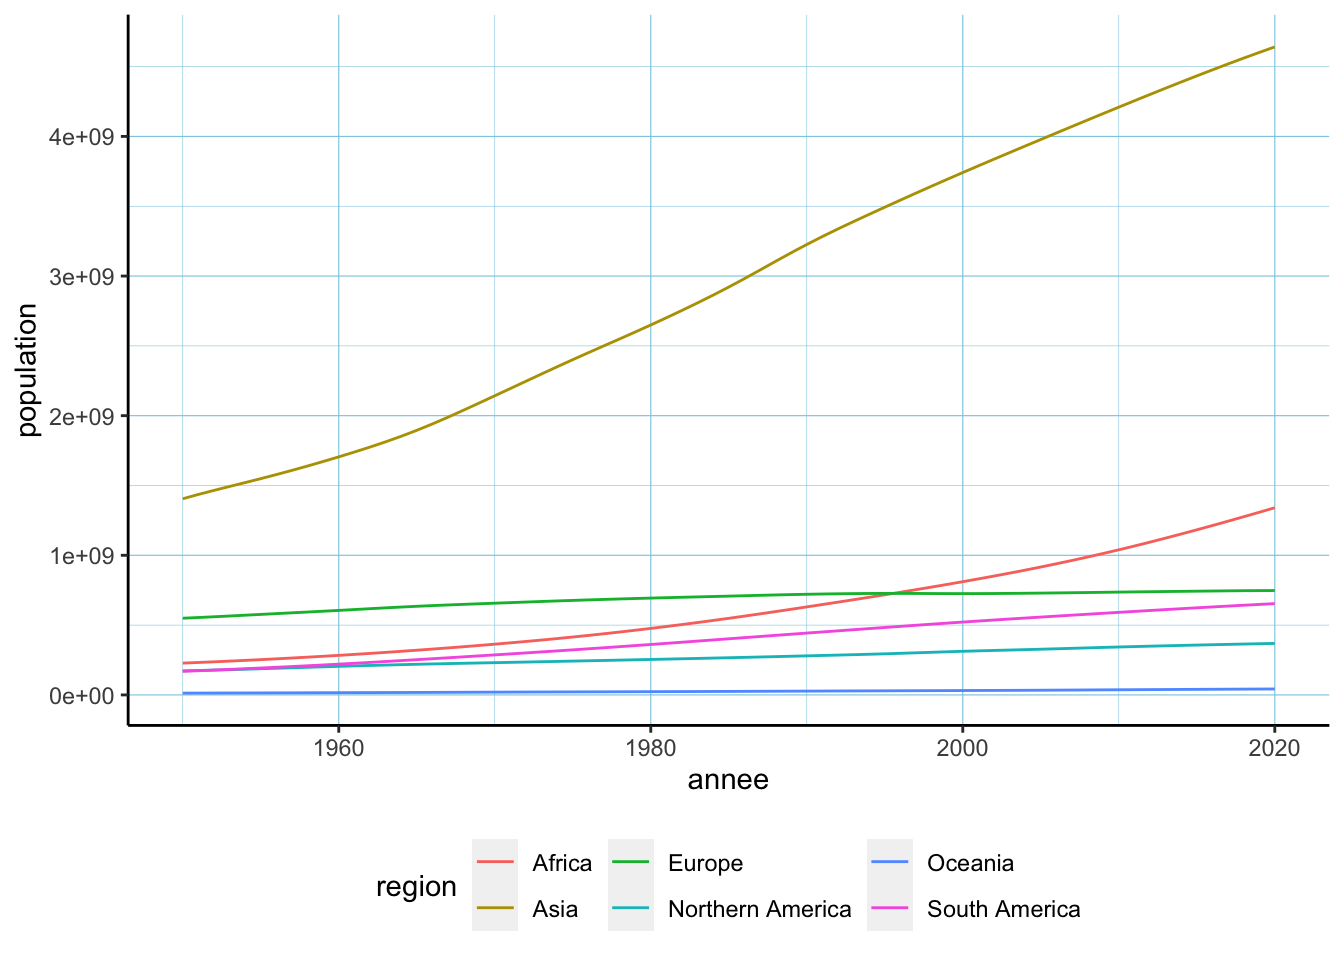 population
4e+09
3e+09
2e+09
1e+09
0e+00
1960 1980 2000 2020
annee
region
Africa Europe Oceania
Asia Northern America South America